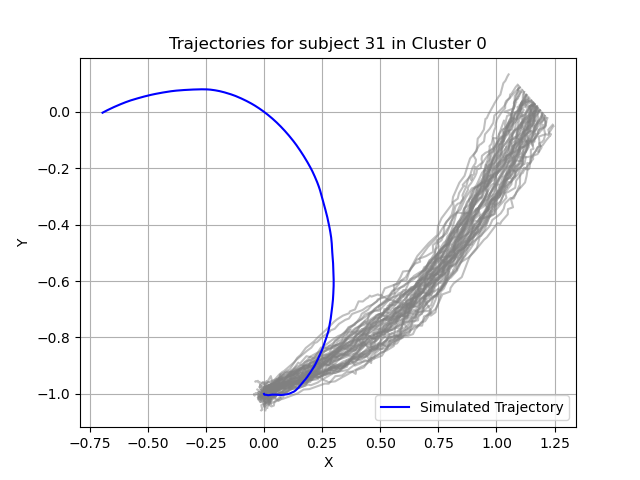 Trajectories for subject 31 in Cluster 0
Y
0.0
−0.2
−0.4
−0.6
−0.8
−1.0
Simulated Trajectory
−0.75 −0.50 −0.25 0.00 0.25 0.50 0.75 1.00 1.25
X